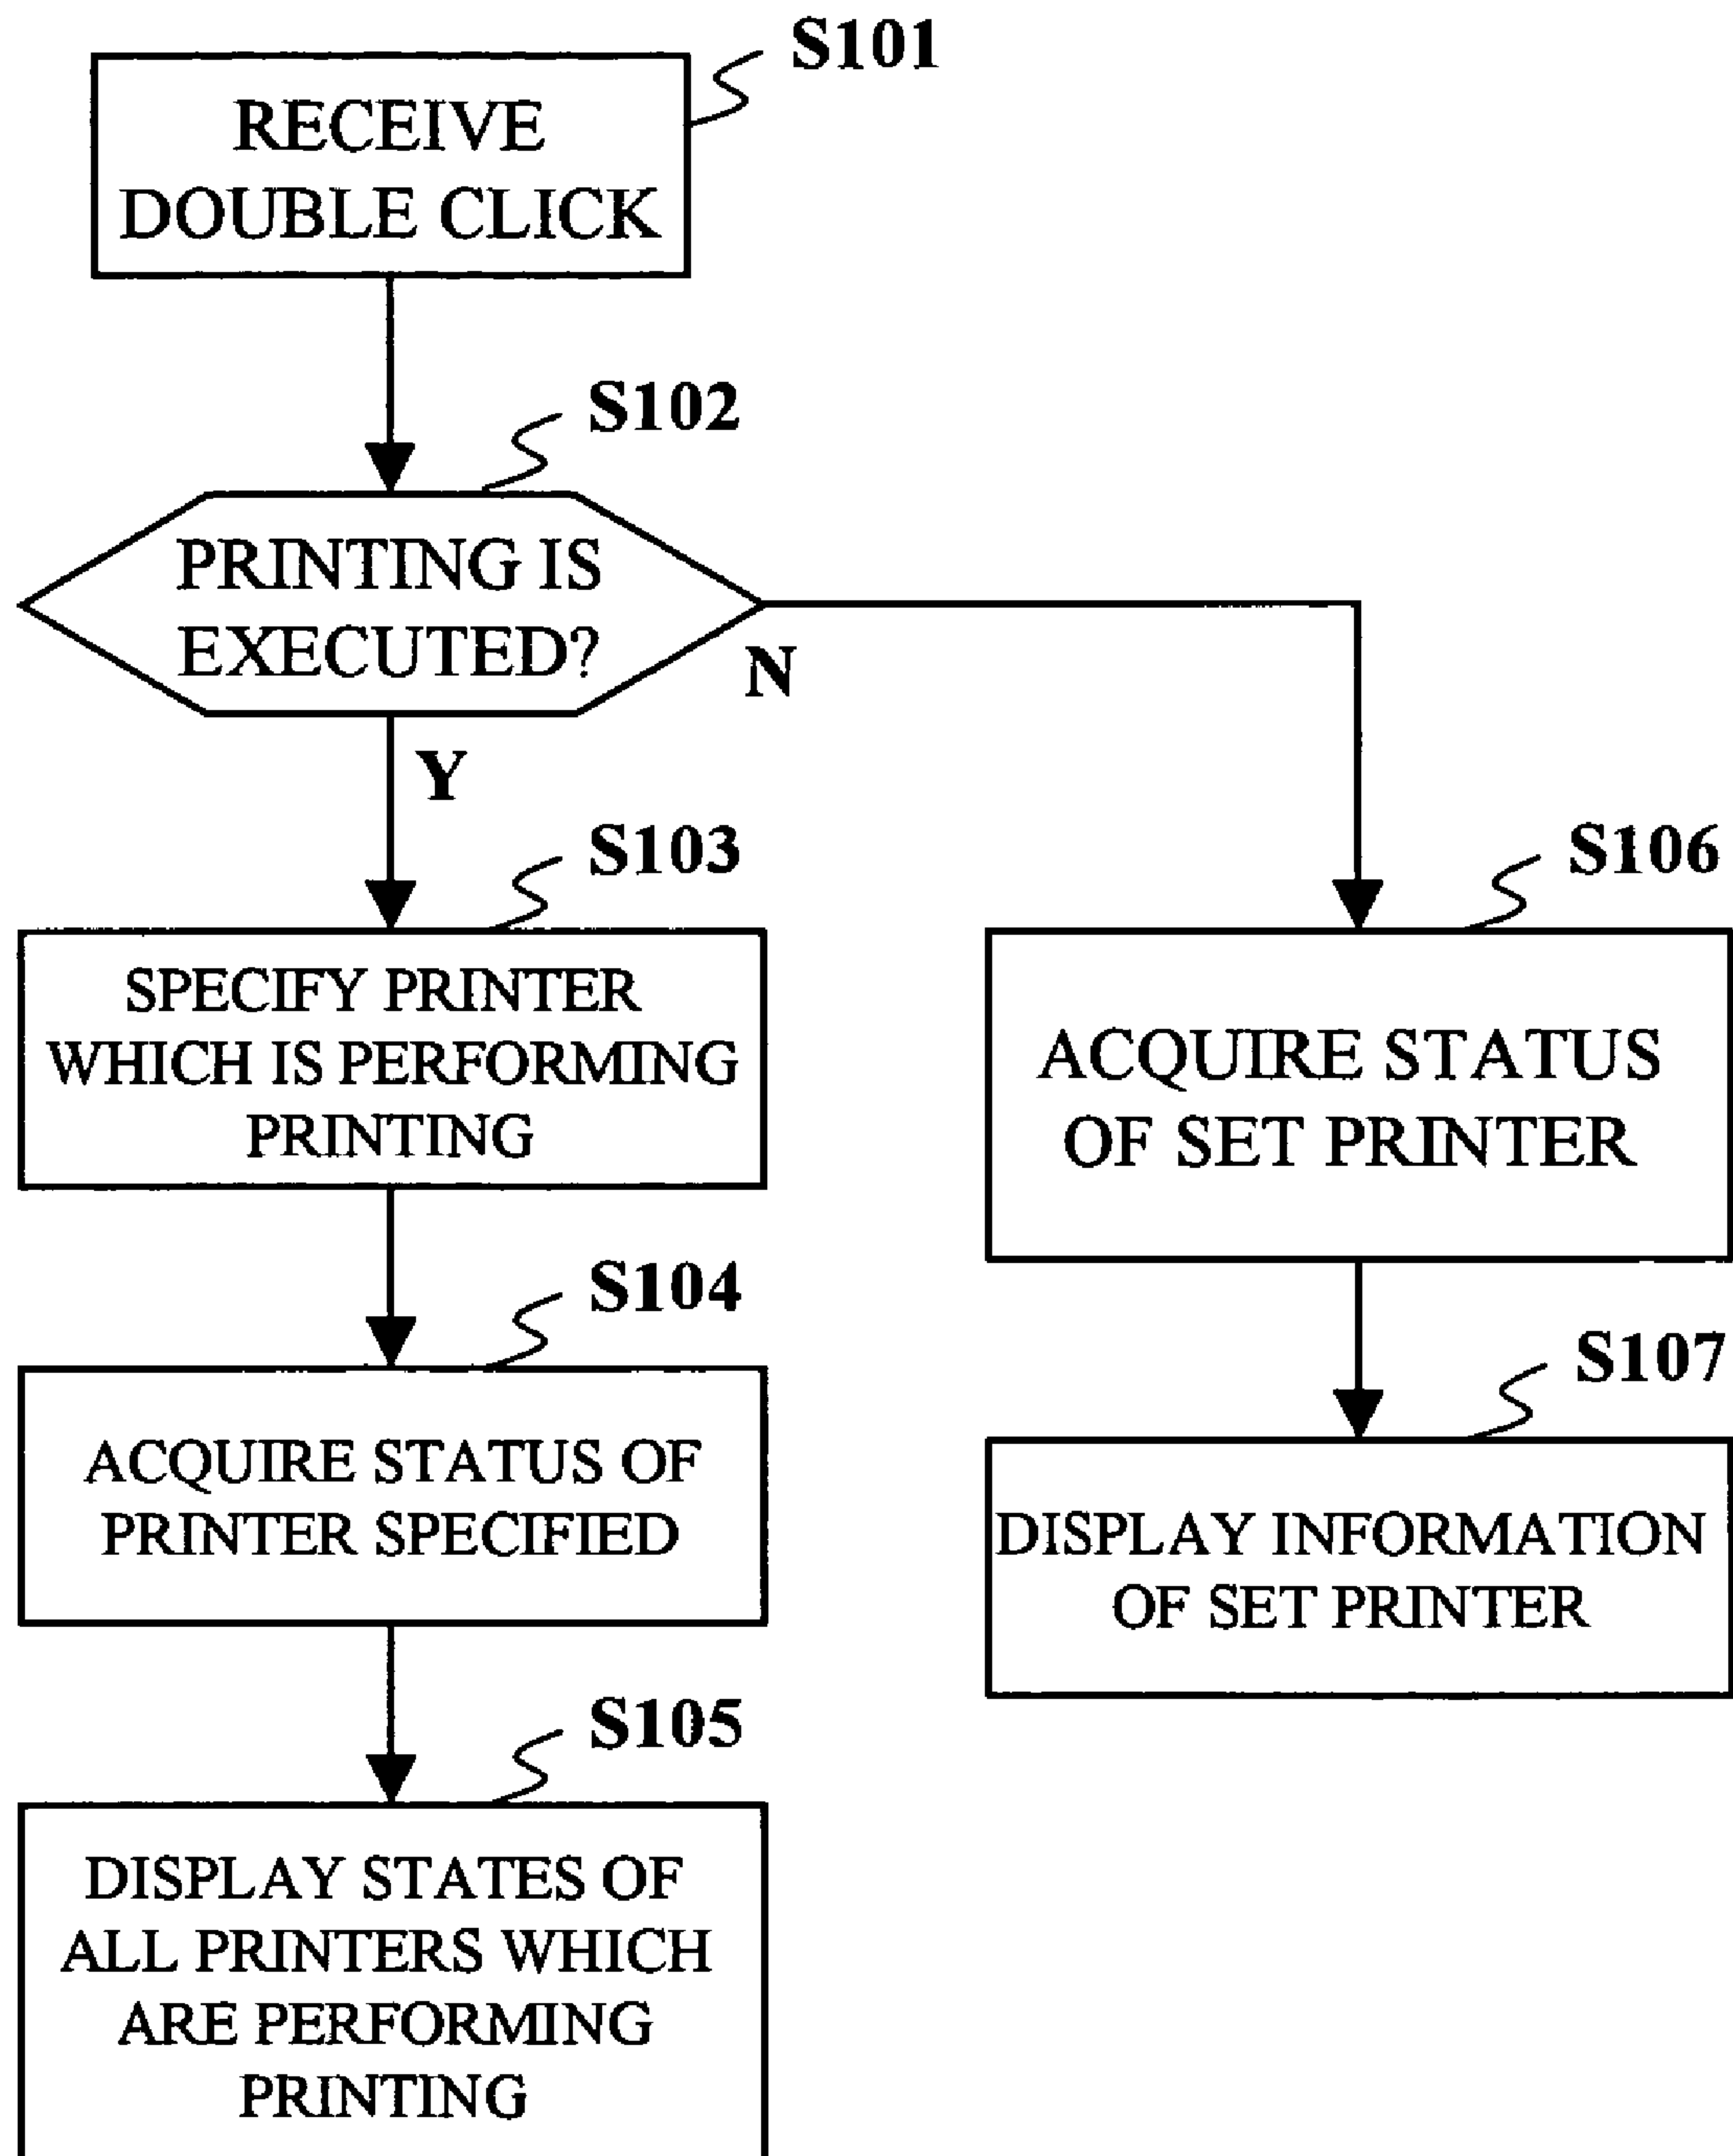 S101
RECEIVE
DOUBLE CLICK
S102
PRINTING IS
EXECUTED?
N
Y
S103
SPECIFY PRINTER
WHICH IS PERFORMING
PRINTING
S106
ACQUIRE STATUS
OF SET PRINTER
S104
ACQUIRE STATUS OF
PRINTER SPECIFIED
S107
DISPLAY INFORMATION
OF SET PRINTER
S105
DISPLAY STATES OF
ALL PRINTERS WHICH
ARE PERFORMING
PRINTING